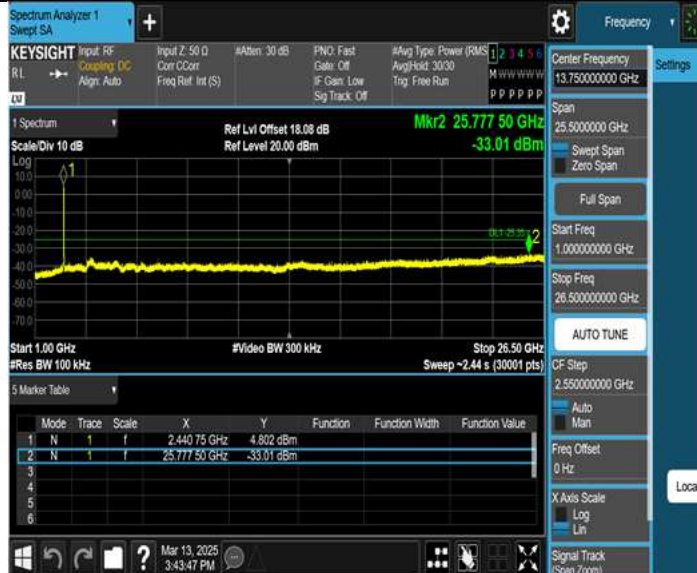 Spectrum Analyzer 1
Swept SA
+
Frequency
KEYSIGHT
RL
LXI
Input: RF
Coupling: DC
Align: Auto
Input Z: 50 Ω
Corr CCorr
Freq Ref: Int (S)
#Atten: 30 dB
PNO: Fast
Gate: Off
IF Gain: Low
Sig Track: Off
#Avg Type: Power (RMS
Avg|Hold: 30/30
Trig: Free Run
1 2 3 4 5 6
M W W W W W
P P P P P P
Center Frequency
13.750000000 GHz
Settings
1 Spectrum
Scale/Div 10 dB
Ref Lvl Offset 18.08 dB
Ref Level 20.00 dBm
Mkr2 25.777 50 GHz
-33.01 dBm
Log
10.0
0.00
-10.0
-20.0
-30.0
-40.0
-50.0
-60.0
-70.0
1
2
Start 1.00 GHz
#Res BW 100 kHz
#Video BW 300 kHz
Stop 26.50 GHz
Sweep ~2.44 s (30001 pts)
Span
25.5000000 GHz
Swept Span
Zero Span
Full Span
Start Freq
1.000000000 GHz
Stop Freq
26.500000000 GHz
AUTO TUNE
CF Step
2.550000000 GHz
Auto
Man
Freq Offset
0 Hz
X Axis Scale
Log
Lin
Signal Track
(Span Zoom)
Loca
5 Marker Table
Mode Trace Scale X Y Function Function Width Function Value
1 N 1 f 2.440 75 GHz 4.802 dBm
2 N 1 f 25.777 50 GHz -33.01 dBm
3
4
5
6
?
Mar 13, 2025
3:43:47 PM